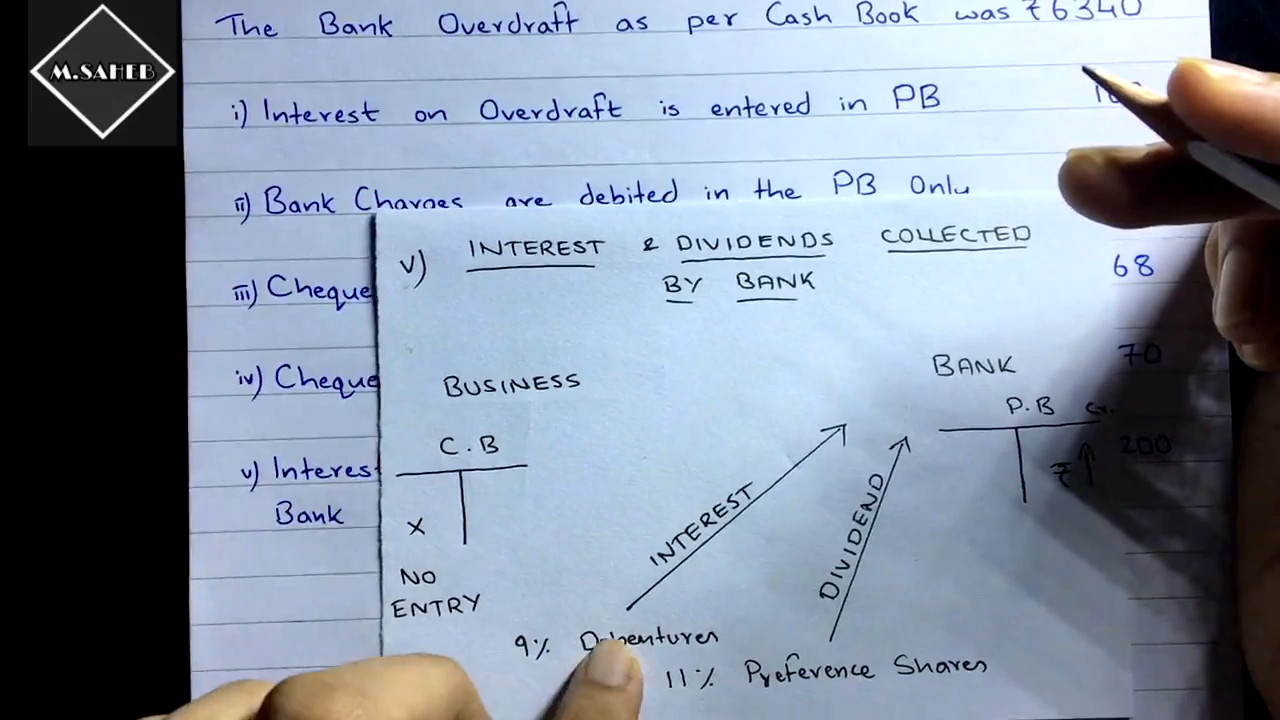 M.SAHEB
The Bank Overdraft as per Cash Book was ₹6340
i) Interest on Overdraft is entered in PB
ii) Bank Charges are debited in the PB Only
v) INTEREST & DIVIDENDS COLLECTED
BY BANK
68
iii) Cheque
70
iv) Cheque
BUSINESS
BANK
C.B
P.B Cr.
200
v) Interes
Bank
₹
X
INTEREST
DIVIDEND
NO
ENTRY
9% Debentures
11% Preference Shares